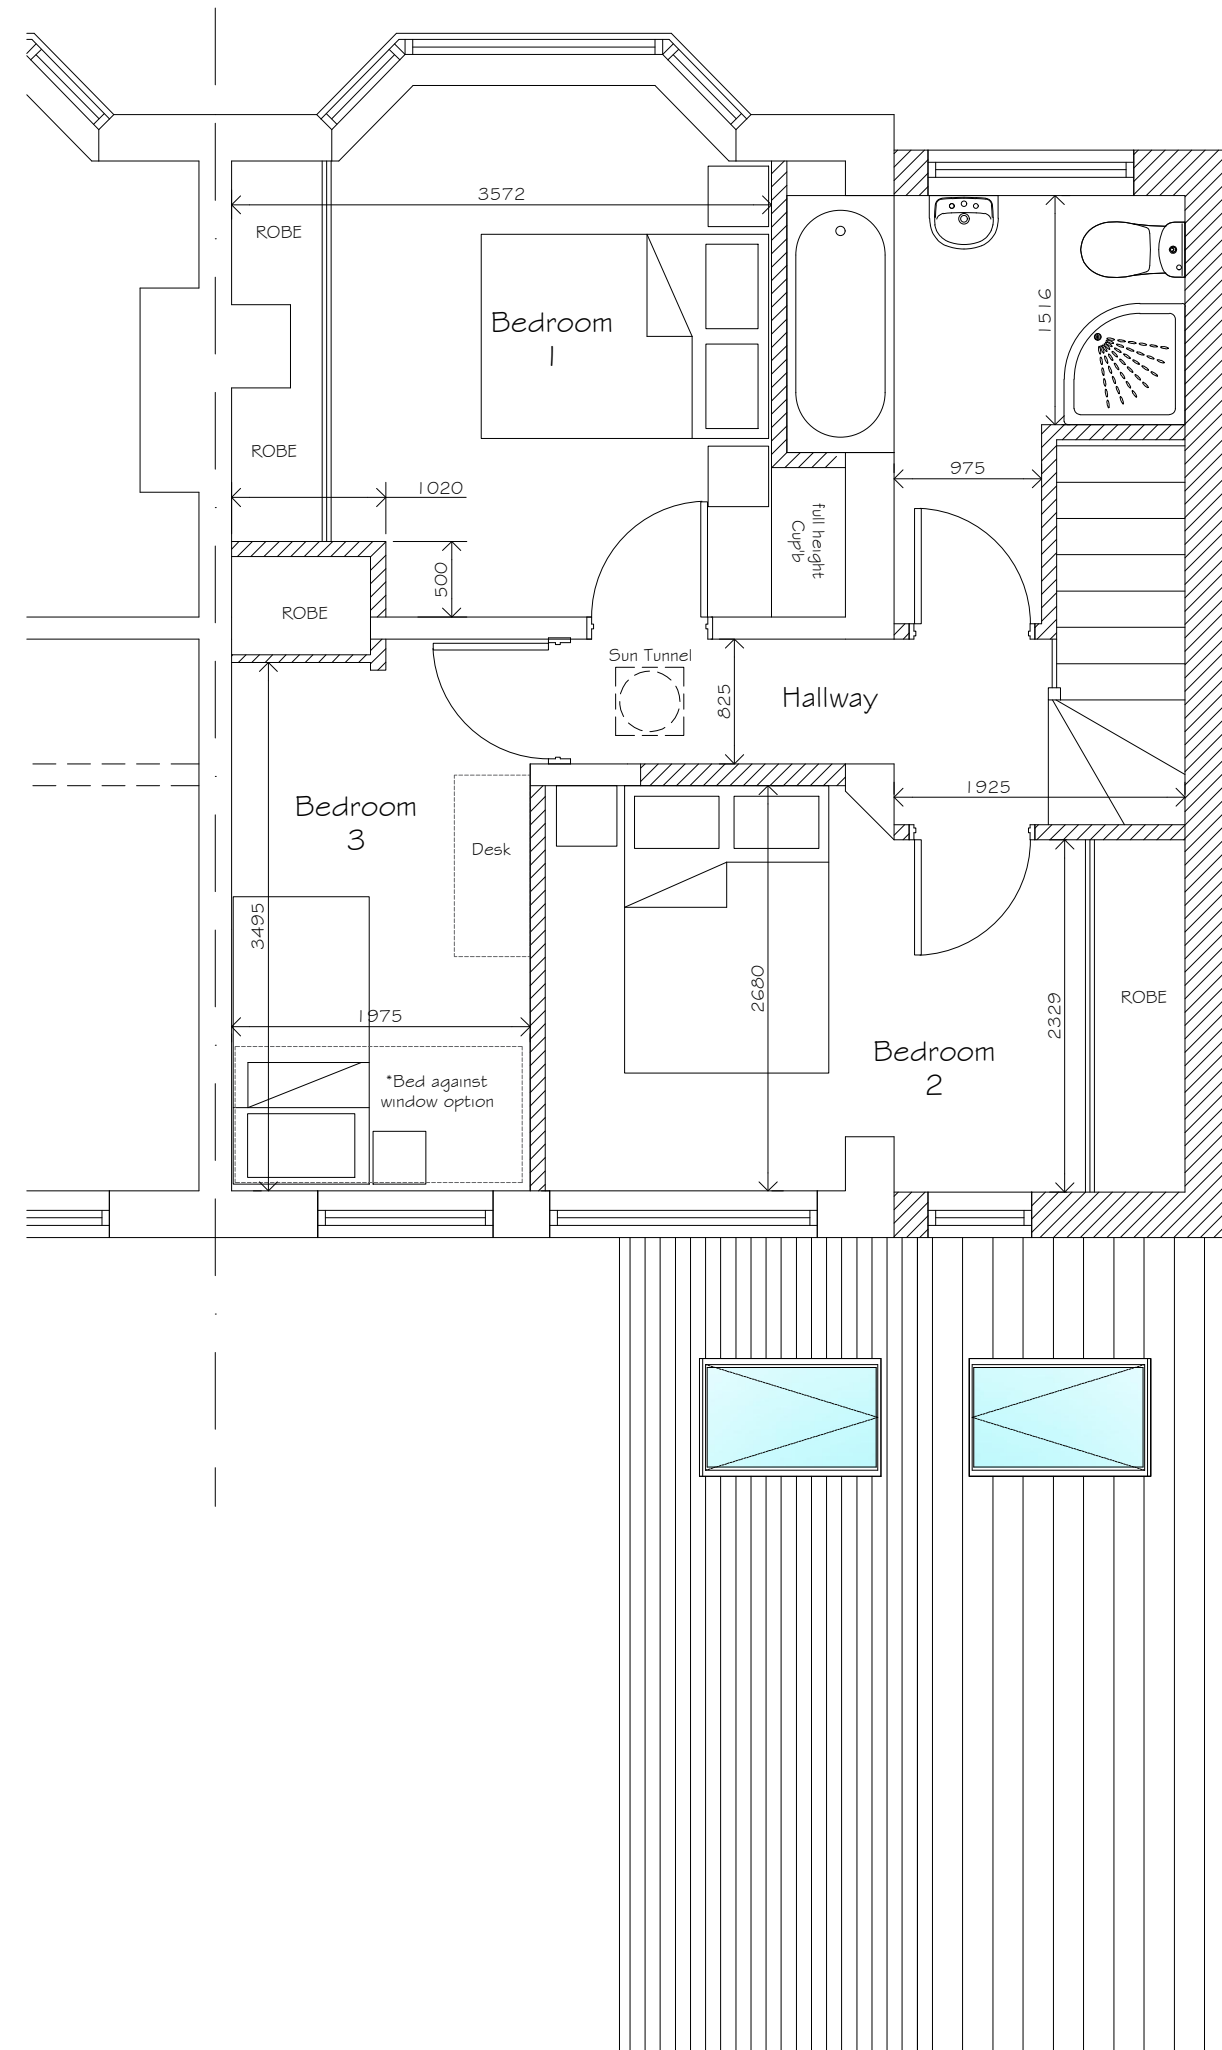 3572
ROBE
Bedroom
1
1516
ROBE
975
1020
full height
Cup'b
500
ROBE
Sun Tunnel
825
Hallway
1925
Bedroom
3
Desk
3495
2680
ROBE
2329
1975
Bedroom
2
*Bed against
window option